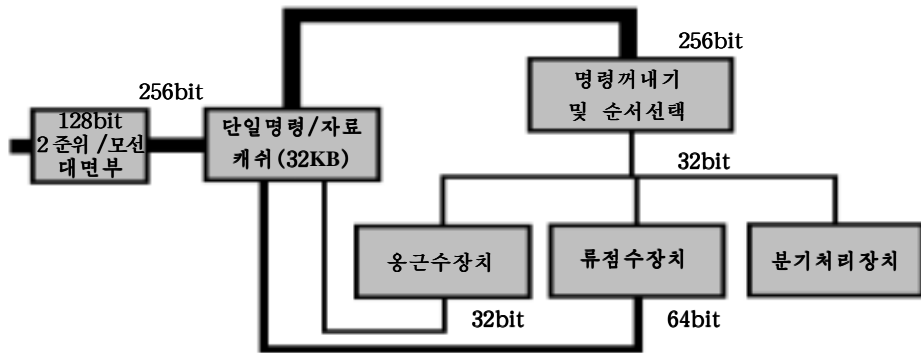 256bit
명령꺼내기
및 순서선택
256bit
128bit
2 준위 /모선
대면부
단일명령/자료
캐쉬(32KB)
32bit
옹근수장치
류점수장치
분기처리장치
32bit
64bit